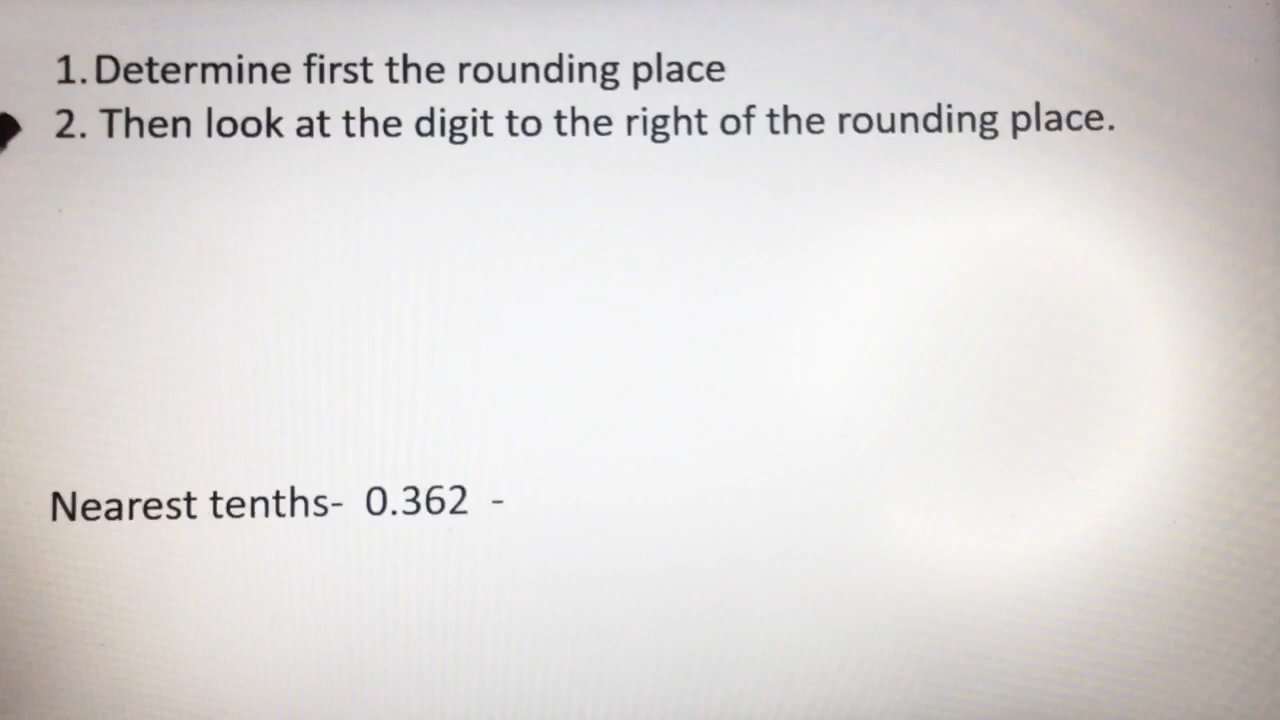 1. Determine first the rounding place
2. Then look at the digit to the right of the rounding place.
Nearest tenths- 0.362 -